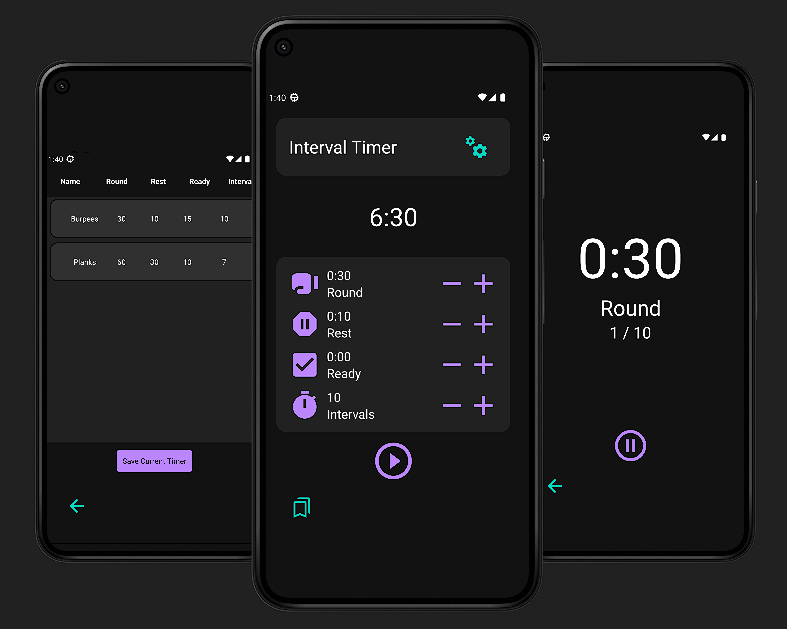 1:40
Name Round Rest Ready Interva
Burpees 30 10 15 10
Planks 60 30 10 7
Save Current Timer
1:40
Interval Timer
6:30
0:30
Round
0:10
Rest
0:00
Ready
10
Intervals
0:30
Round
1 / 10